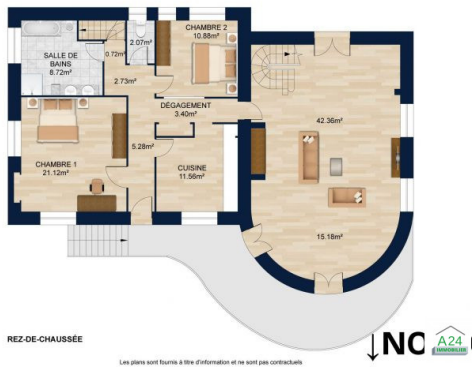 SALLE DE
BAINS
8.72m²
0.72m²
2.07m²
CHAMBRE 2
10.88m²
2.73m²
DÉGAGEMENT
3.40m²
42.36m²
5.28m²
CHAMBRE 1
21.12m²
CUISINE
11.56m²
15.18m²
REZ-DE-CHAUSSÉE
NO
A24
IMMOBILIER
Les plans sont fournis à titre d'information et ne sont pas contractuels